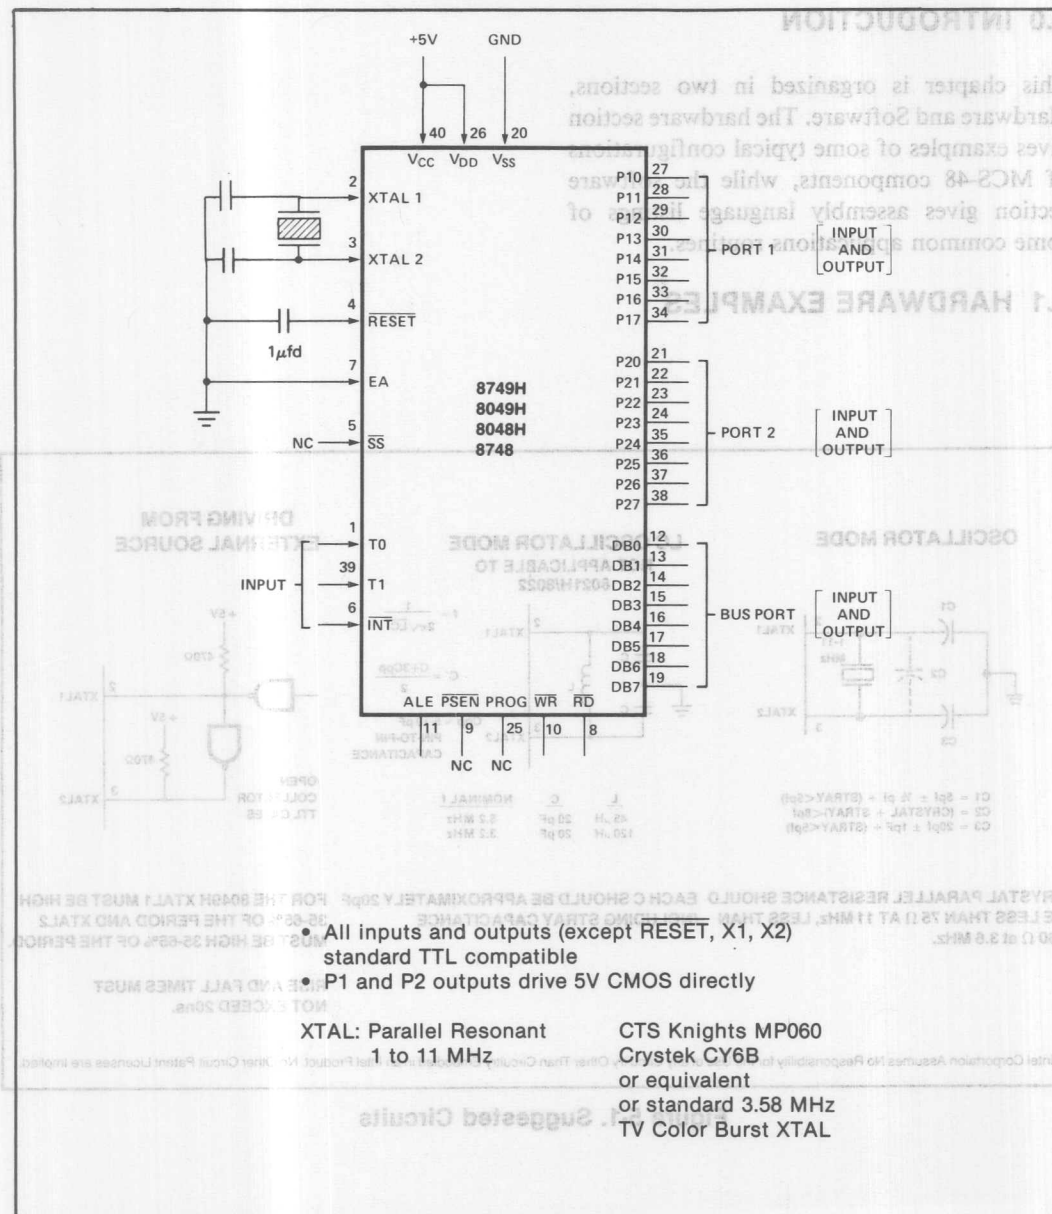 +5V GND
40 26 20
VCC VDD VSS
2 XTAL 1
3 XTAL 2
4 RESET
1μfd
7 EA
NC 5 SS
8749H
8049H
8048H
8748
1 T0
INPUT 39 T1
6 INT
P10 27
P11 28
P12 29
P13 30
P14 31
P15 32
P16 33
P17 34
PORT 1
INPUT
AND
OUTPUT
P20 21
P21 22
P22 23
P23 24
P24 35
P25 36
P26 37
P27 38
PORT 2
INPUT
AND
OUTPUT
DB0 12
DB1 13
DB2 14
DB3 15
DB4 16
DB5 17
DB6 18
DB7 19
BUS PORT
INPUT
AND
OUTPUT
ALE PSEN PROG WR RD
11 9 25 10 8
NC NC
• All inputs and outputs (except RESET, X1, X2)
standard TTL compatible
• P1 and P2 outputs drive 5V CMOS directly
XTAL: Parallel Resonant
1 to 11 MHz
CTS Knights MP060
Crystek CY6B
or equivalent
or standard 3.58 MHz
TV Color Burst XTAL